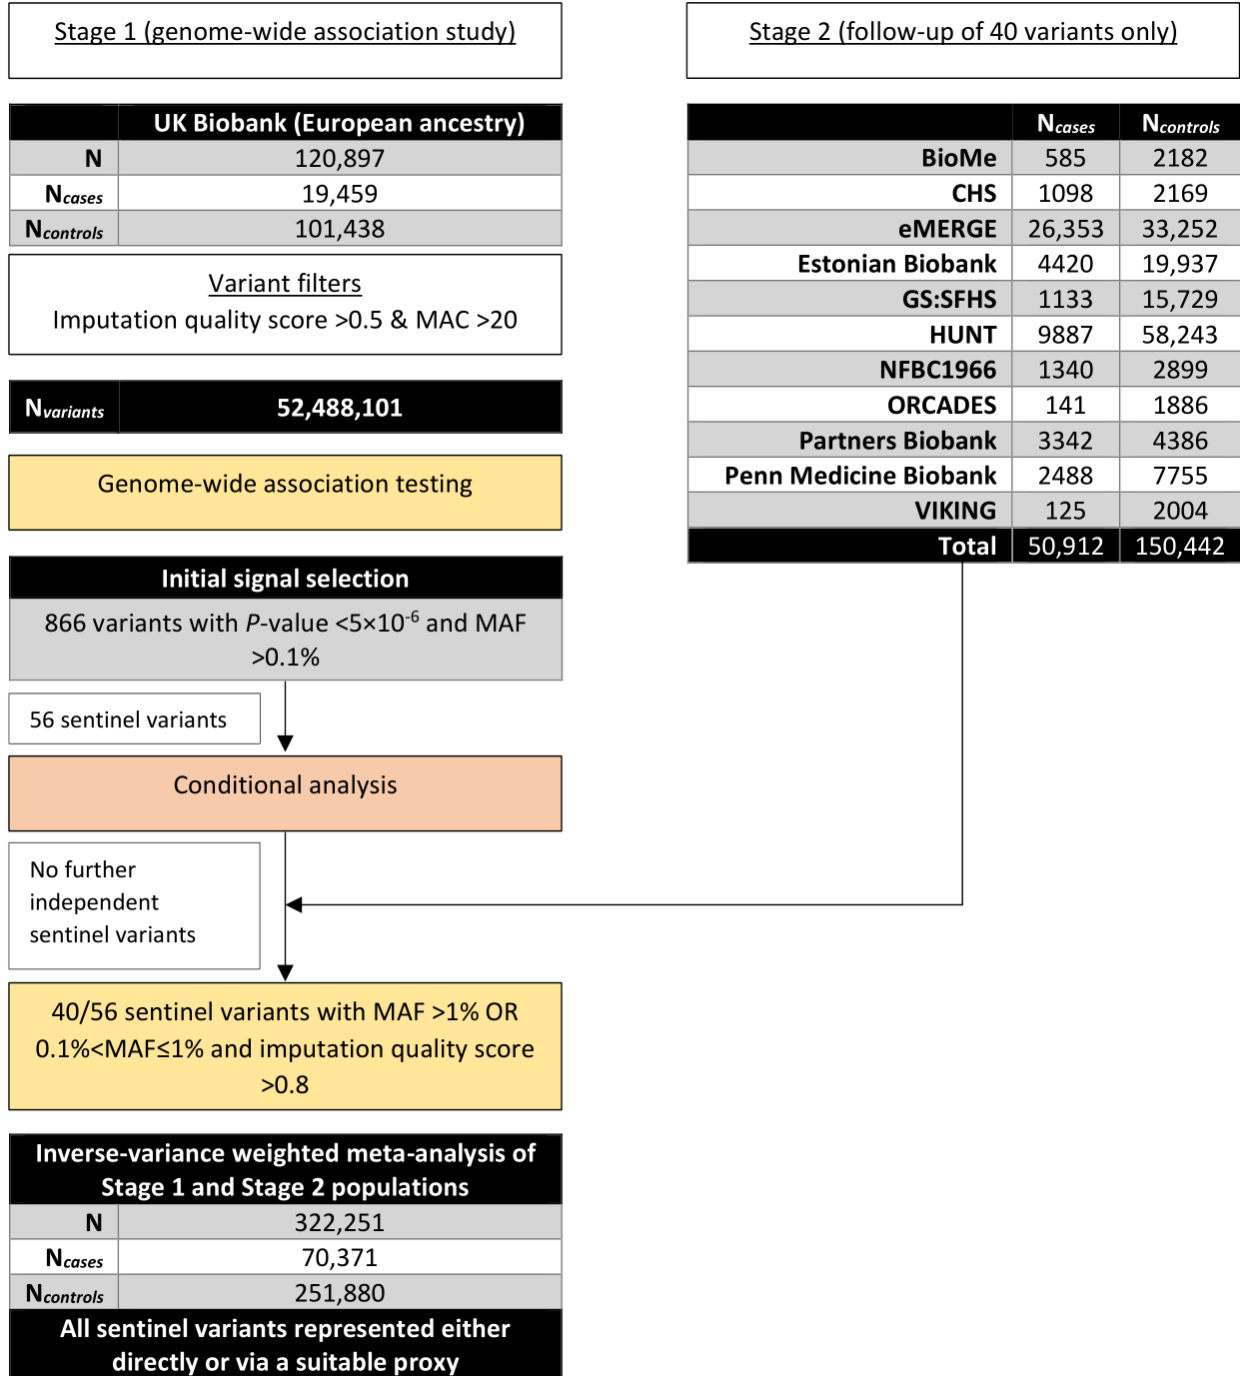 Stage 1 (genome-wide association study)
UK Biobank (European ancestry)
N 120,897
Ncases 19,459
Ncontrols 101,438
Variant filters
Imputation quality score >0.5 & MAC >20
Nvariants 52,488,101
Genome-wide association testing
Initial signal selection
866 variants with P-value <5×10⁻⁶ and MAF
>0.1%
56 sentinel variants
Conditional analysis
No further
independent
sentinel variants
40/56 sentinel variants with MAF >1% OR
0.1%<MAF≤1% and imputation quality score
>0.8
Inverse-variance weighted meta-analysis of
Stage 1 and Stage 2 populations
N 322,251
Ncases 70,371
Ncontrols 251,880
All sentinel variants represented either
directly or via a suitable proxy
Stage 2 (follow-up of 40 variants only)
Ncases Ncontrols
BioMe 585 2182
CHS 1098 2169
eMERGE 26,353 33,252
Estonian Biobank 4420 19,937
GS:SFHS 1133 15,729
HUNT 9887 58,243
NFBC1966 1340 2899
ORCADES 141 1886
Partners Biobank 3342 4386
Penn Medicine Biobank 2488 7755
VIKING 125 2004
Total 50,912 150,442